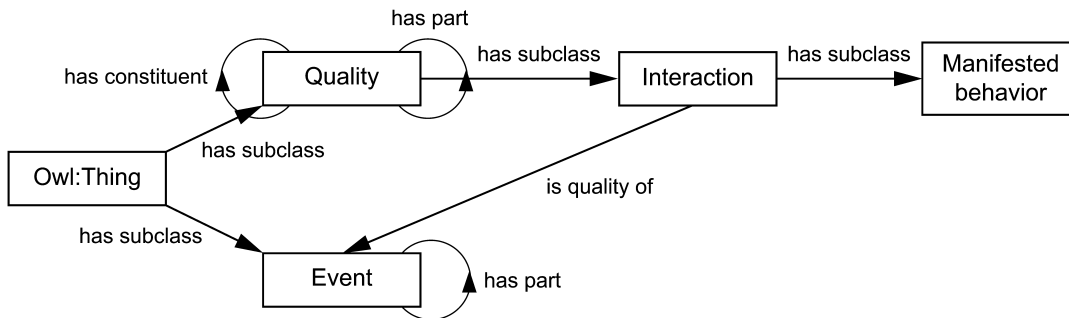 has part
has constituent
Quality
has subclass
Interaction
has subclass
Manifested
behavior
has subclass
Owl:Thing
is quality of
has subclass
Event
has part